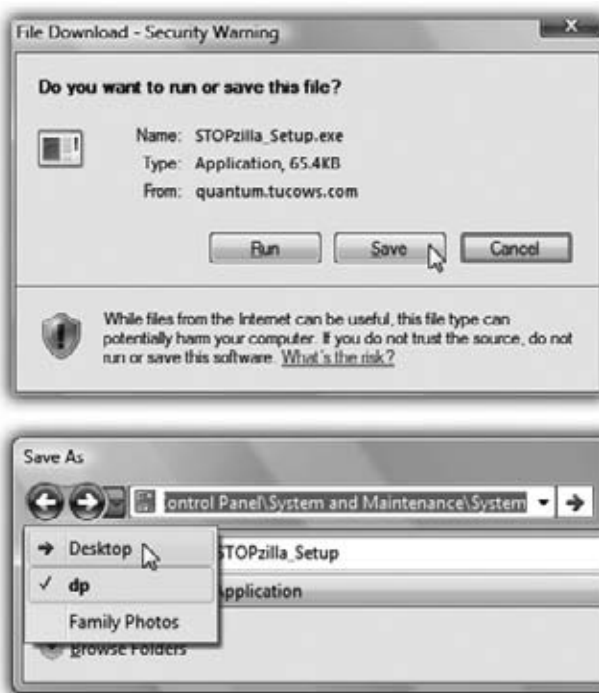 File Download - Security Warning
Do you want to run or save this file?
Name: STOPzilla_Setup.exe
Type: Application, 65.4KB
From: quantum.tucows.com
Run Save Cancel
While files from the Internet can be useful, this file type can
potentially harm your computer. If you do not trust the source, do not
run or save this software. What's the risk?
Save As
ontrol Panel\System and Maintenance\System
Desktop
STOPzilla_Setup
dp
pplication
Family Photos
Browse Folders